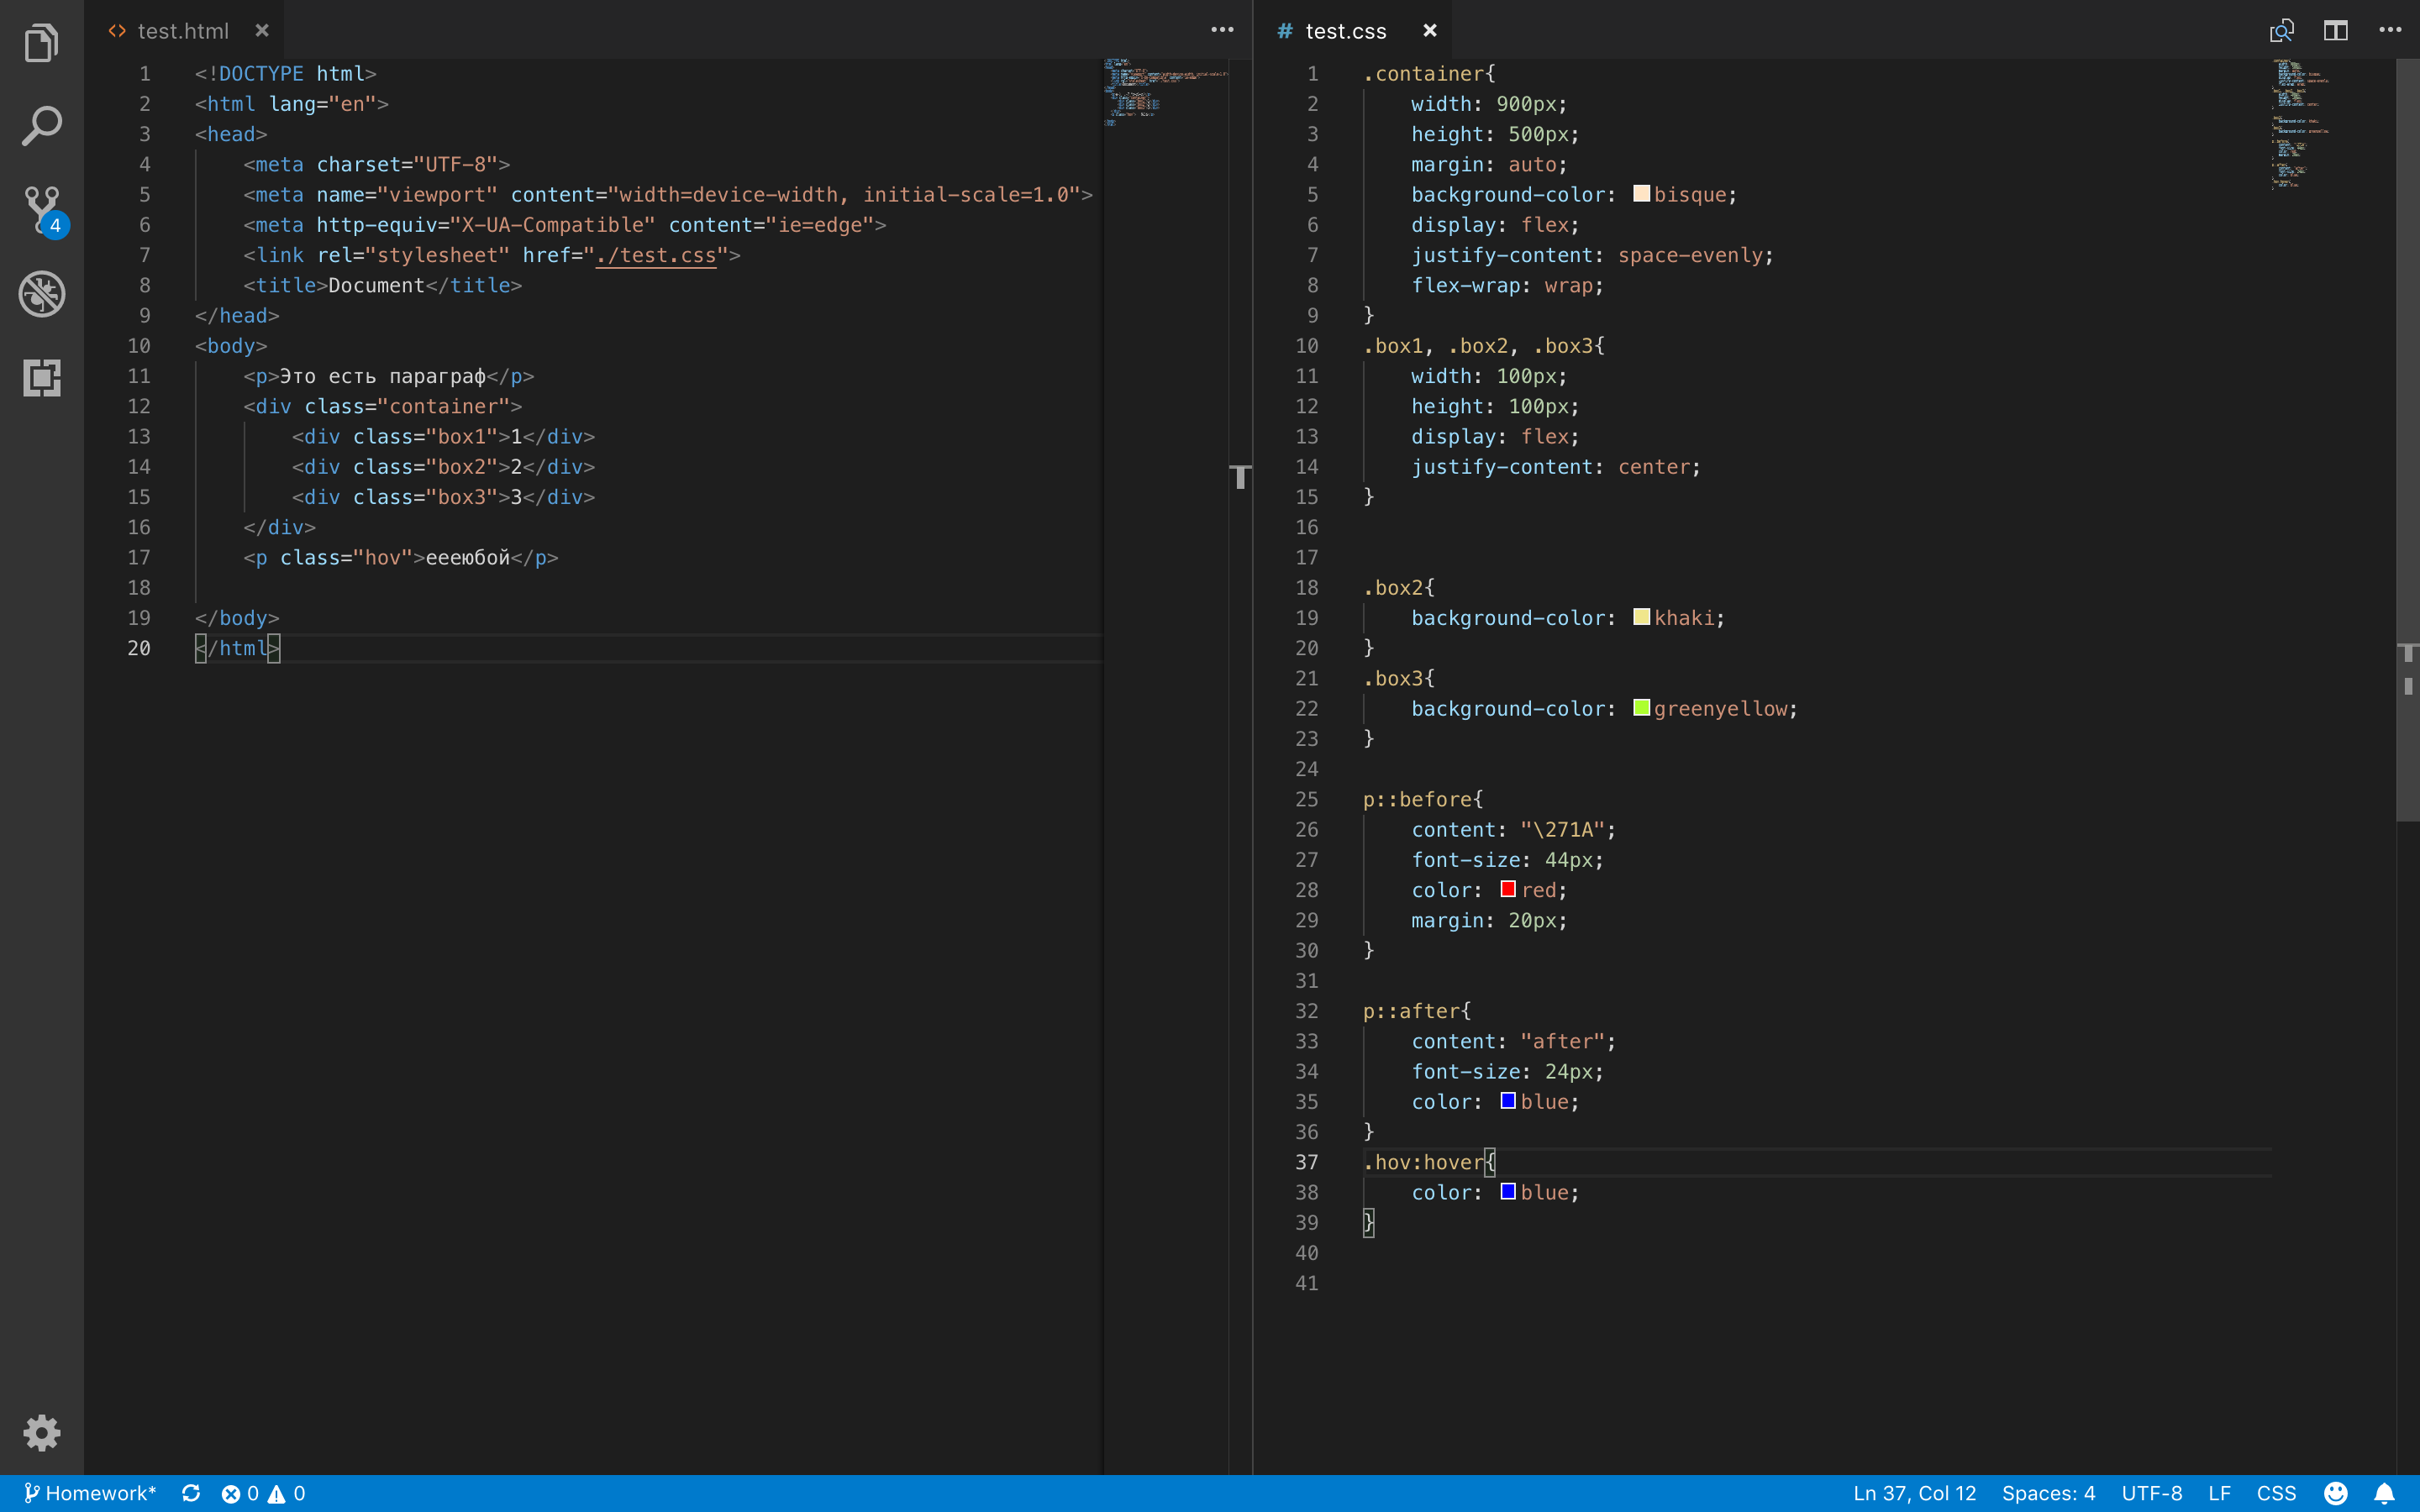 test.html
1 <!DOCTYPE html>
2 <html lang="en">
3 <head>
4     <meta charset="UTF-8">
5     <meta name="viewport" content="width=device-width, initial-scale=1.0">
6     <meta http-equiv="X-UA-Compatible" content="ie=edge">
7     <link rel="stylesheet" href="./test.css">
8     <title>Document</title>
9 </head>
10 <body>
11     <p>Это есть параграф</p>
12     <div class="container">
13         <div class="box1">1</div>
14         <div class="box2">2</div>
15         <div class="box3">3</div>
16     </div>
17     <p class="hov">еееюбой</p>
18
19 </body>
20 </html>
# test.css
1 .container{
2     width: 900px;
3     height: 500px;
4     margin: auto;
5     background-color: bisque;
6     display: flex;
7     justify-content: space-evenly;
8     flex-wrap: wrap;
9 }
10 .box1, .box2, .box3{
11     width: 100px;
12     height: 100px;
13     display: flex;
14     justify-content: center;
15 }
16
17
18 .box2{
19     background-color: khaki;
20 }
21 .box3{
22     background-color: greenyellow;
23 }
24
25 p::before{
26     content: "\271A";
27     font-size: 44px;
28     color: red;
29     margin: 20px;
30 }
31
32 p::after{
33     content: "after";
34     font-size: 24px;
35     color: blue;
36 }
37 .hov:hover{
38     color: blue;
39 }
40
41
4
Homework* 0 0 Ln 37, Col 12 Spaces: 4 UTF-8 LF CSS